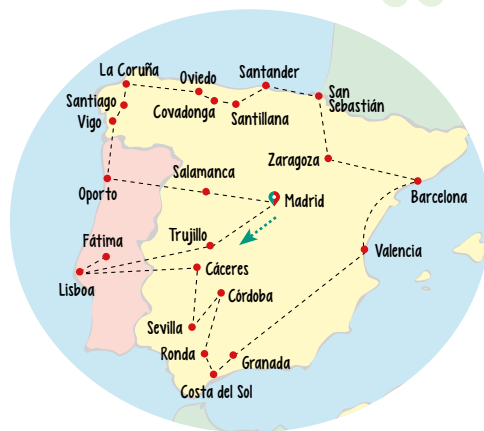 La Coruña
Oviedo
Santander
San
Sebastián
Santiago
Covadonga
Santillana
Vigo
Zaragoza
Salamanca
Oporto
Madrid
Barcelona
Fátima
Trujillo
Valencia
Cáceres
Lisboa
Córdoba
Sevilla
Ronda
Granada
Costa del Sol